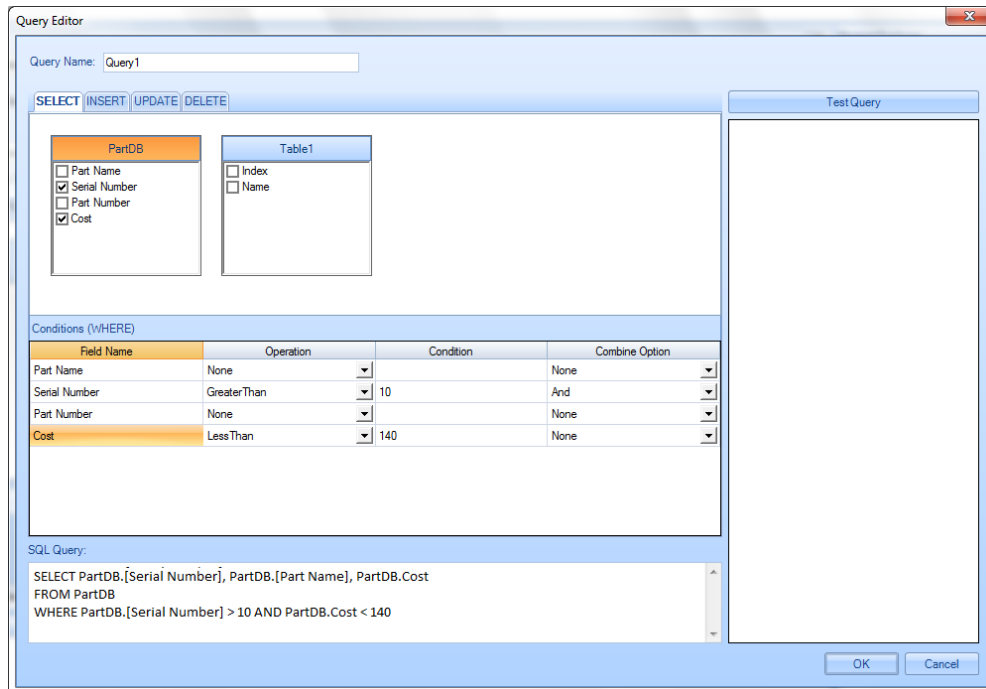 Query Editor
Query Name: Query1
SELECT INSERT UPDATE DELETE
Test Query
PartDB Table1
Part Name Index
Serial Number Name
Part Number
Cost
Conditions (WHERE)
Field Name Operation Condition Combine Option
Part Name None None
Serial Number GreaterThan 10 And
Part Number None None
Cost LessThan 140 None
SQL Query:
SELECT PartDB.[Serial Number], PartDB.[Part Name], PartDB.Cost
FROM PartDB
WHERE PartDB.[Serial Number] > 10 AND PartDB.Cost < 140
OK Cancel